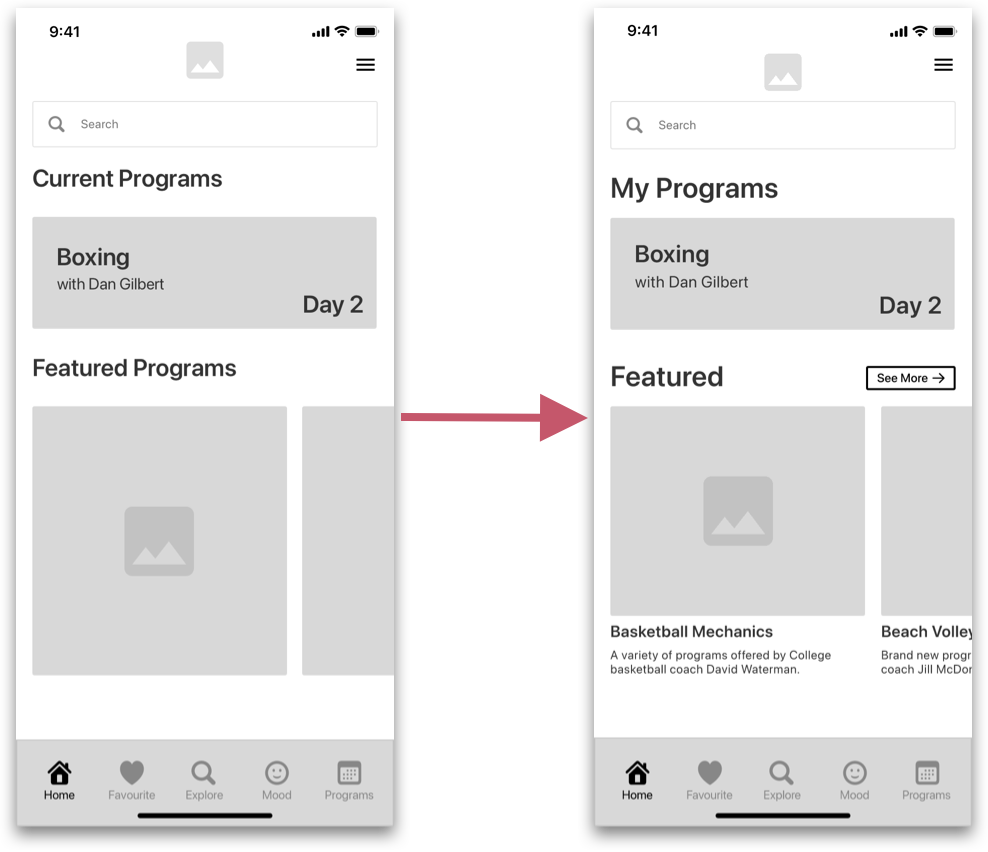 9:41
Search
Current Programs
Boxing
with Dan Gilbert
Day 2
Featured Programs
Home
Favourite
Explore
Mood
Programs
9:41
Search
My Programs
Boxing
with Dan Gilbert
Day 2
Featured
See More
Basketball Mechanics
A variety of programs offered by College
basketball coach David Waterman.
Beach Volley
Brand new progr
coach Jill McDor
Home
Favourite
Explore
Mood
Programs